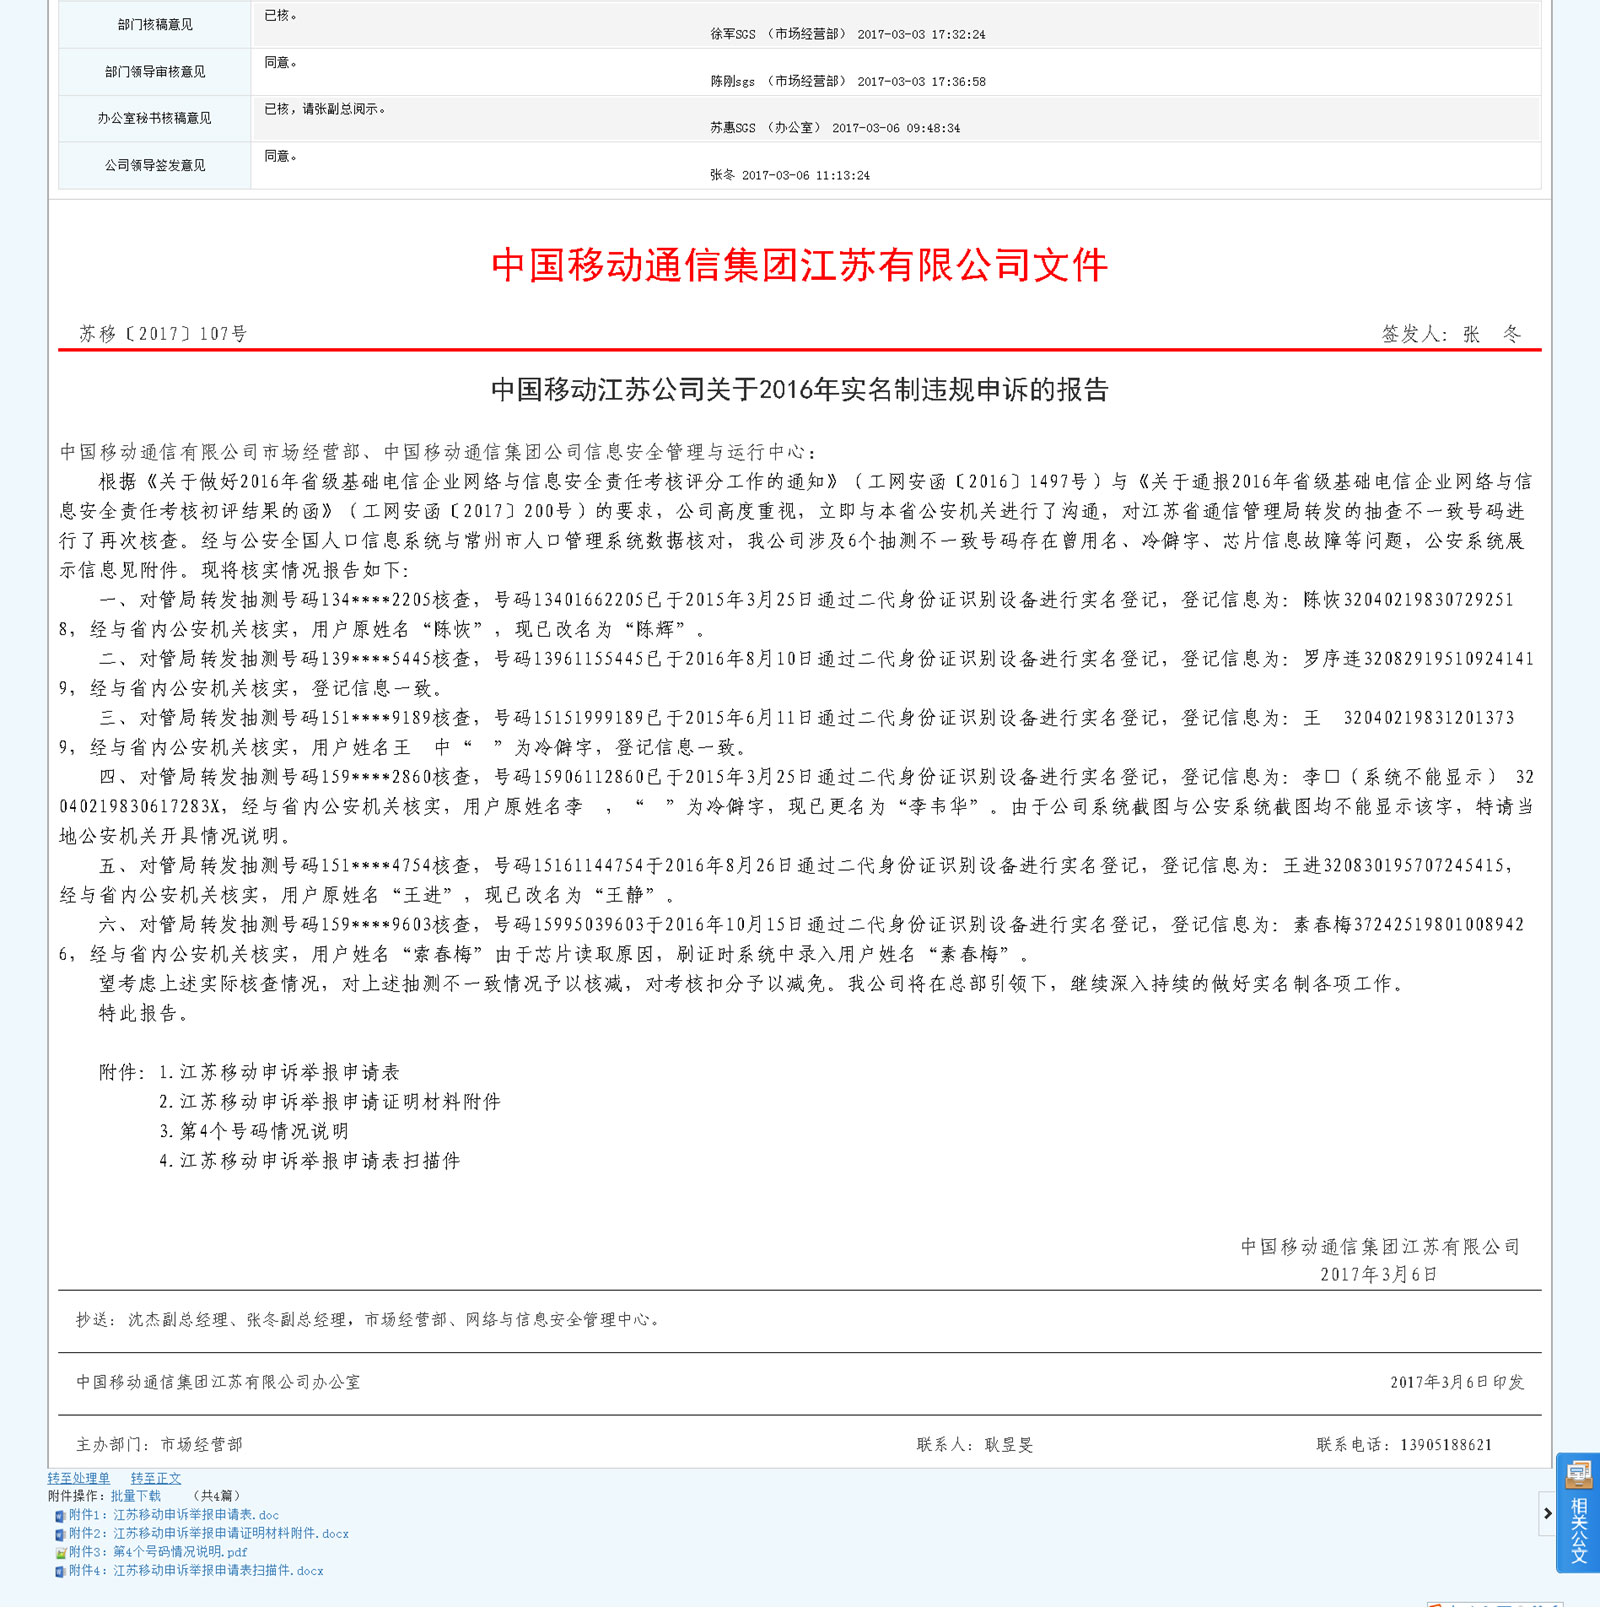 部门核稿意见
已核。
徐军SGS （市场经营部） 2017-03-03 17:32:24
部门领导审核意见
同意。
陈刚sgs （市场经营部） 2017-03-03 17:36:58
办公室秘书核稿意见
已核，请张副总阅示。
苏惠SGS （办公室） 2017-03-06 09:48:34
公司领导签发意见
同意。
张冬 2017-03-06 11:13:24
中国移动通信集团江苏有限公司文件
苏移〔2017〕107号
签发人： 张　冬
中国移动江苏公司关于2016年实名制违规申诉的报告
中国移动通信有限公司市场经营部、中国移动通信集团公司信息安全管理与运行中心：
根据《关于做好2016年省级基础电信企业网络与信息安全责任考核评分工作的通知》（工网安函〔2016〕1497号）与《关于通报2016年省级基础电信企业网络与信
息安全责任考核初评结果的函》（工网安函〔2017〕200号）的要求，公司高度重视，立即与本省公安机关进行了沟通，对江苏省通信管理局转发的抽查不一致号码进
行了再次核查。经与公安全国人口信息系统与常州市人口管理系统数据核对，我公司涉及6个抽测不一致号码存在曾用名、冷僻字、芯片信息故障等问题，公安系统展
示信息见附件。现将核实情况报告如下：
一、对管局转发抽测号码134****2205核查，号码13401662205已于2015年3月25日通过二代身份证识别设备进行实名登记，登记信息为：陈恢32040219830729251
8，经与省内公安机关核实，用户原姓名“陈恢”，现已改名为“陈辉”。
二、对管局转发抽测号码139****5445核查，号码13961155445已于2016年8月10日通过二代身份证识别设备进行实名登记，登记信息为：罗序连32082919510924141
9，经与省内公安机关核实，登记信息一致。
三、对管局转发抽测号码151****9189核查，号码15151999189已于2015年6月11日通过二代身份证识别设备进行实名登记，登记信息为：王　32040219831201373
9，经与省内公安机关核实，用户姓名王　中“　”为冷僻字，登记信息一致。
四、对管局转发抽测号码159****2860核查，号码15906112860已于2015年3月25日通过二代身份证识别设备进行实名登记，登记信息为：李□（系统不能显示） 32
040219830617283X，经与省内公安机关核实，用户原姓名李　，“　”为冷僻字，现已更名为“李韦华”。由于公司系统截图与公安系统截图均不能显示该字，特请当
地公安机关开具情况说明。
五、对管局转发抽测号码151****4754核查，号码15161144754于2016年8月26日通过二代身份证识别设备进行实名登记，登记信息为：王进320830195707245415，
经与省内公安机关核实，用户原姓名“王进”，现已改名为“王静”。
六、对管局转发抽测号码159****9603核查，号码15995039603于2016年10月15日通过二代身份证识别设备进行实名登记，登记信息为：素春梅37242519801008942
6，经与省内公安机关核实，用户姓名“索春梅”由于芯片读取原因，刷证时系统中录入用户姓名“素春梅”。
望考虑上述实际核查情况，对上述抽测不一致情况予以核减，对考核扣分予以减免。我公司将在总部引领下，继续深入持续的做好实名制各项工作。
特此报告。
附件：1.江苏移动申诉举报申请表
2.江苏移动申诉举报申请证明材料附件
3.第4个号码情况说明
4.江苏移动申诉举报申请表扫描件
中国移动通信集团江苏有限公司
2017年3月6日
抄送：沈杰副总经理、张冬副总经理，市场经营部、网络与信息安全管理中心。
中国移动通信集团江苏有限公司办公室
2017年3月6日印发
主办部门：市场经营部
联系人：耿昱旻
联系电话：13905188621
转至处理单 转至正文
附件操作：批量下载 （共4篇）
附件1：江苏移动申诉举报申请表.doc
附件2：江苏移动申诉举报申请证明材料附件.docx
附件3：第4个号码情况说明.pdf
附件4：江苏移动申诉举报申请表扫描件.docx
相关公文